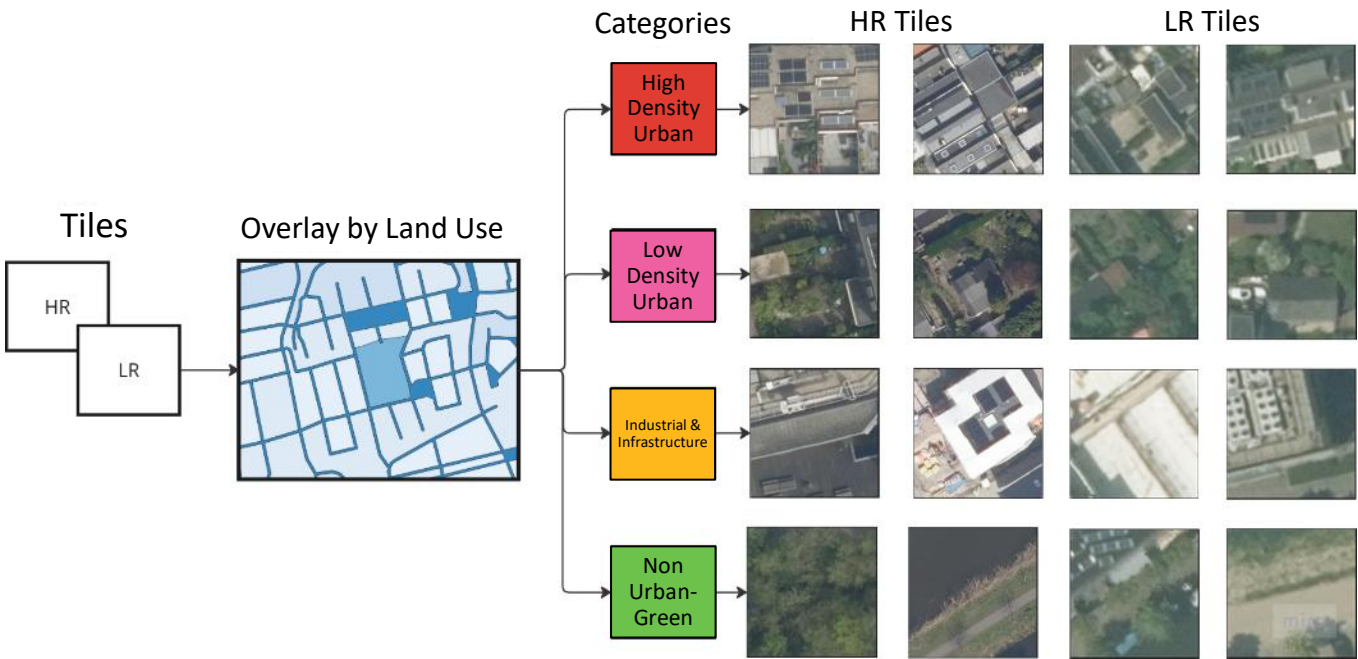 Categories
HR Tiles
LR Tiles
High
Density
Urban
Tiles
Overlay by Land Use
HR
LR
Low
Density
Urban
Industrial &
Infrastructure
Non
Urban-
Green